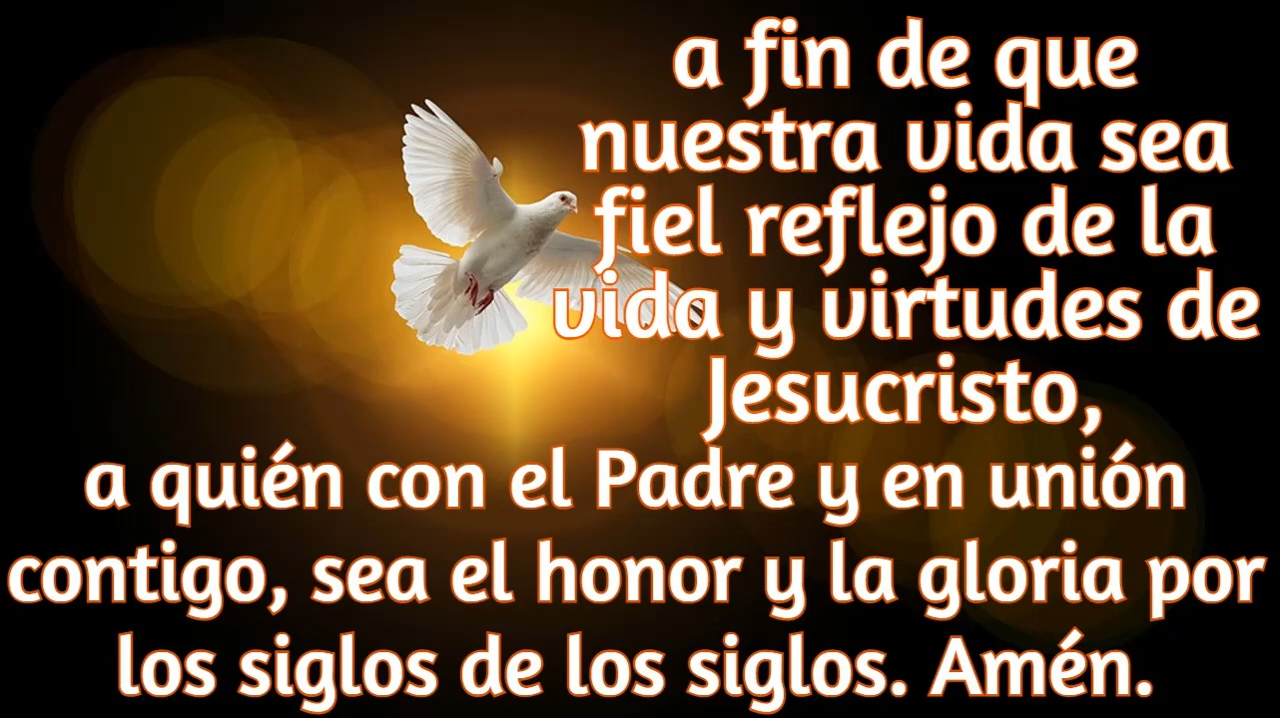 a fin de que
nuestra vida sea
fiel reflejo de la
vida y virtudes de
Jesucristo,
a quién con el Padre y en unión
contigo, sea el honor y la gloria por
los siglos de los siglos. Amén.